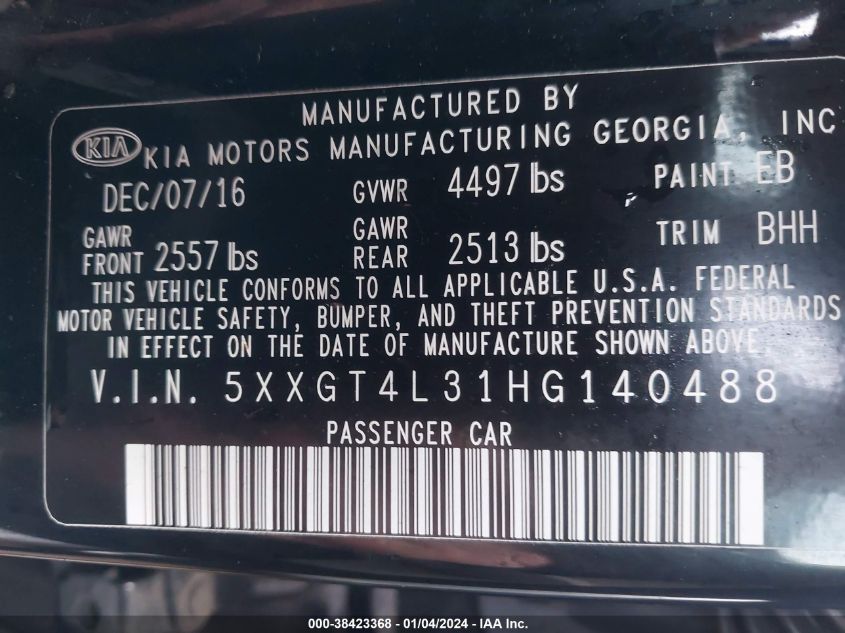 MANUFACTURED BY
KIA KIA MOTORS MANUFACTURING GEORGIA, INC
DEC/07/16 GVWR 4497 lbs PAINT EB
GAWR FRONT 2557 lbs GAWR REAR 2513 lbs TRIM BHH
THIS VEHICLE CONFORMS TO ALL APPLICABLE U.S.A. FEDERAL
MOTOR VEHICLE SAFETY, BUMPER, AND THEFT PREVENTION STANDARDS
IN EFFECT ON THE DATE OF MANUFACTURE SHOWN ABOVE.
V.I.N. 5XXGT4L31HG140488
PASSENGER CAR
000-38423368 - 01/04/2024 - IAA Inc.